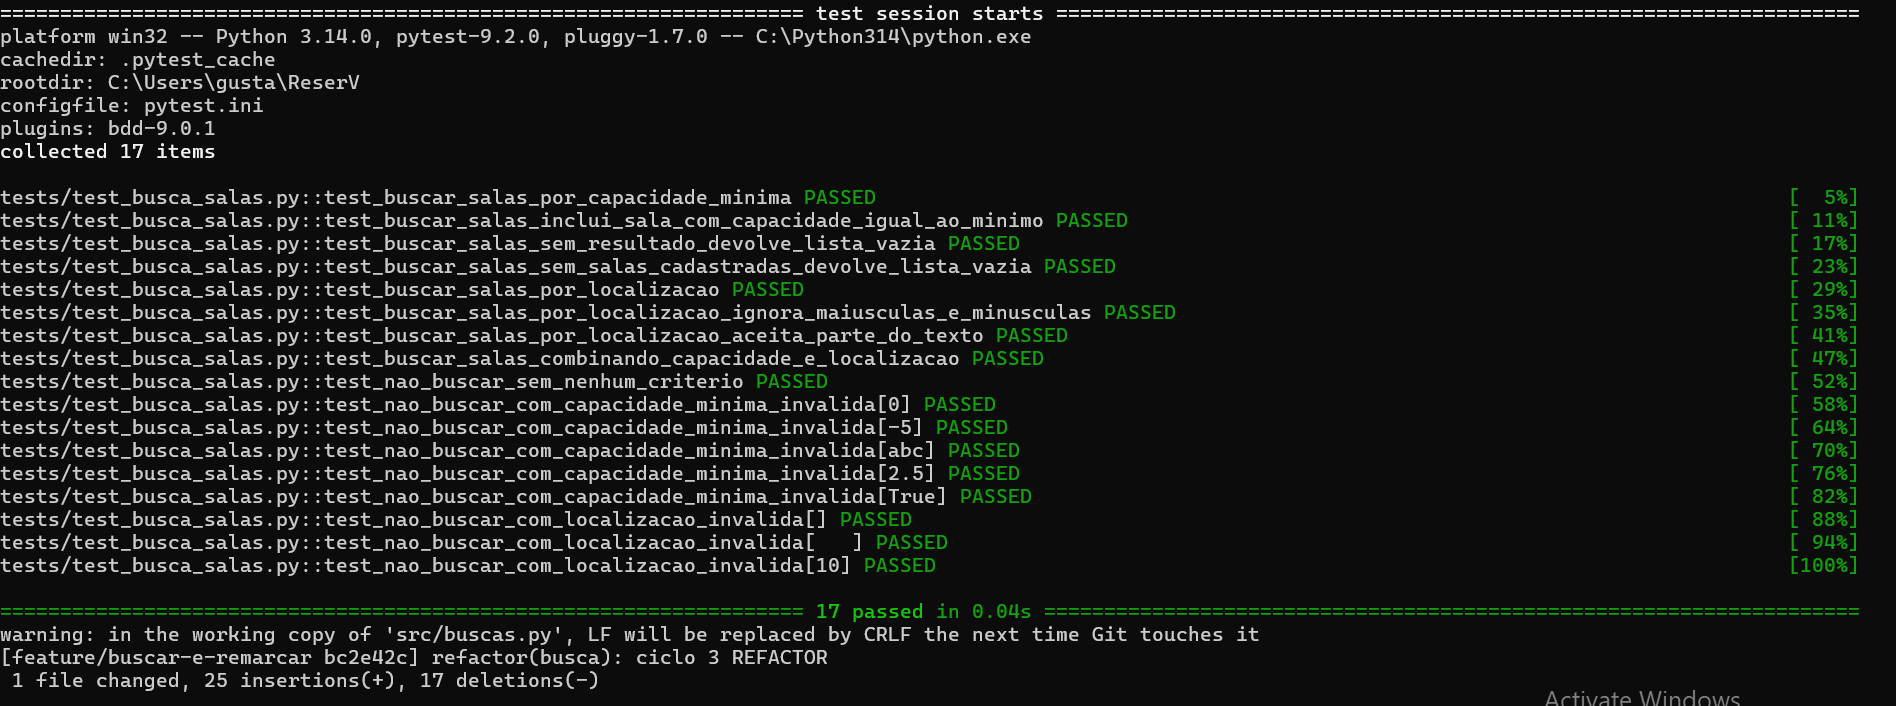 =================================================================== test session starts ====================================================================
platform win32 -- Python 3.14.0, pytest-9.2.0, pluggy-1.7.0 -- C:\Python314\python.exe
cachedir: .pytest_cache
rootdir: C:\Users\gusta\ReserV
configfile: pytest.ini
plugins: bdd-9.0.1
collected 17 items

tests/test_busca_salas.py::test_buscar_salas_por_capacidade_minima PASSED [  5%]
tests/test_busca_salas.py::test_buscar_salas_inclui_sala_com_capacidade_igual_ao_minimo PASSED [ 11%]
tests/test_busca_salas.py::test_buscar_salas_sem_resultado_devolve_lista_vazia PASSED [ 17%]
tests/test_busca_salas.py::test_buscar_salas_sem_salas_cadastradas_devolve_lista_vazia PASSED [ 23%]
tests/test_busca_salas.py::test_buscar_salas_por_localizacao PASSED [ 29%]
tests/test_busca_salas.py::test_buscar_salas_por_localizacao_ignora_maiusculas_e_minusculas PASSED [ 35%]
tests/test_busca_salas.py::test_buscar_salas_por_localizacao_aceita_parte_do_texto PASSED [ 41%]
tests/test_busca_salas.py::test_buscar_salas_combinando_capacidade_e_localizacao PASSED [ 47%]
tests/test_busca_salas.py::test_nao_buscar_sem_nenhum_criterio PASSED [ 52%]
tests/test_busca_salas.py::test_nao_buscar_com_capacidade_minima_invalida[0] PASSED [ 58%]
tests/test_busca_salas.py::test_nao_buscar_com_capacidade_minima_invalida[-5] PASSED [ 64%]
tests/test_busca_salas.py::test_nao_buscar_com_capacidade_minima_invalida[abc] PASSED [ 70%]
tests/test_busca_salas.py::test_nao_buscar_com_capacidade_minima_invalida[2.5] PASSED [ 76%]
tests/test_busca_salas.py::test_nao_buscar_com_capacidade_minima_invalida[True] PASSED [ 82%]
tests/test_busca_salas.py::test_nao_buscar_com_localizacao_invalida[] PASSED [ 88%]
tests/test_busca_salas.py::test_nao_buscar_com_localizacao_invalida[   ] PASSED [ 94%]
tests/test_busca_salas.py::test_nao_buscar_com_localizacao_invalida[10] PASSED [100%]

=================================================================== 17 passed in 0.04s ====================================================================
warning: in the working copy of 'src/buscas.py', LF will be replaced by CRLF the next time Git touches it
[feature/buscar-e-remarcar bc2e42c] refactor(busca): ciclo 3 REFACTOR
 1 file changed, 25 insertions(+), 17 deletions(-)
Activate Windows